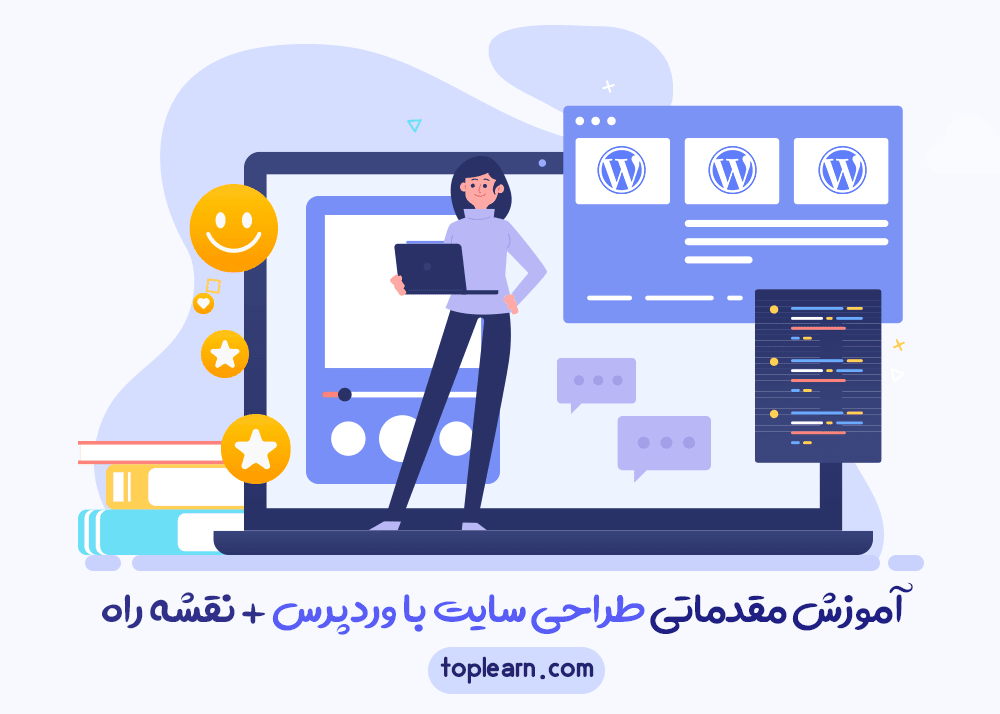 آموزش مقدماتی طراحی سایت با وردپرس + نقشه راه
toplearn.com